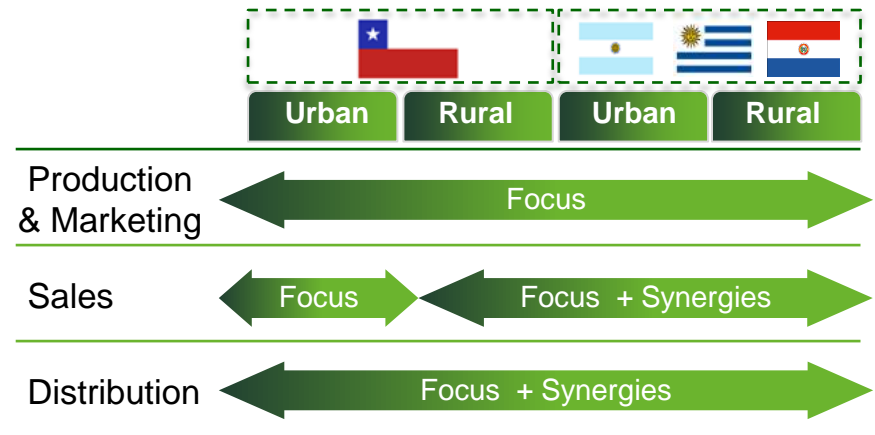 Urban Rural Urban Rural
Production
& Marketing
Focus
Sales
Focus
Focus + Synergies
Distribution
Focus + Synergies